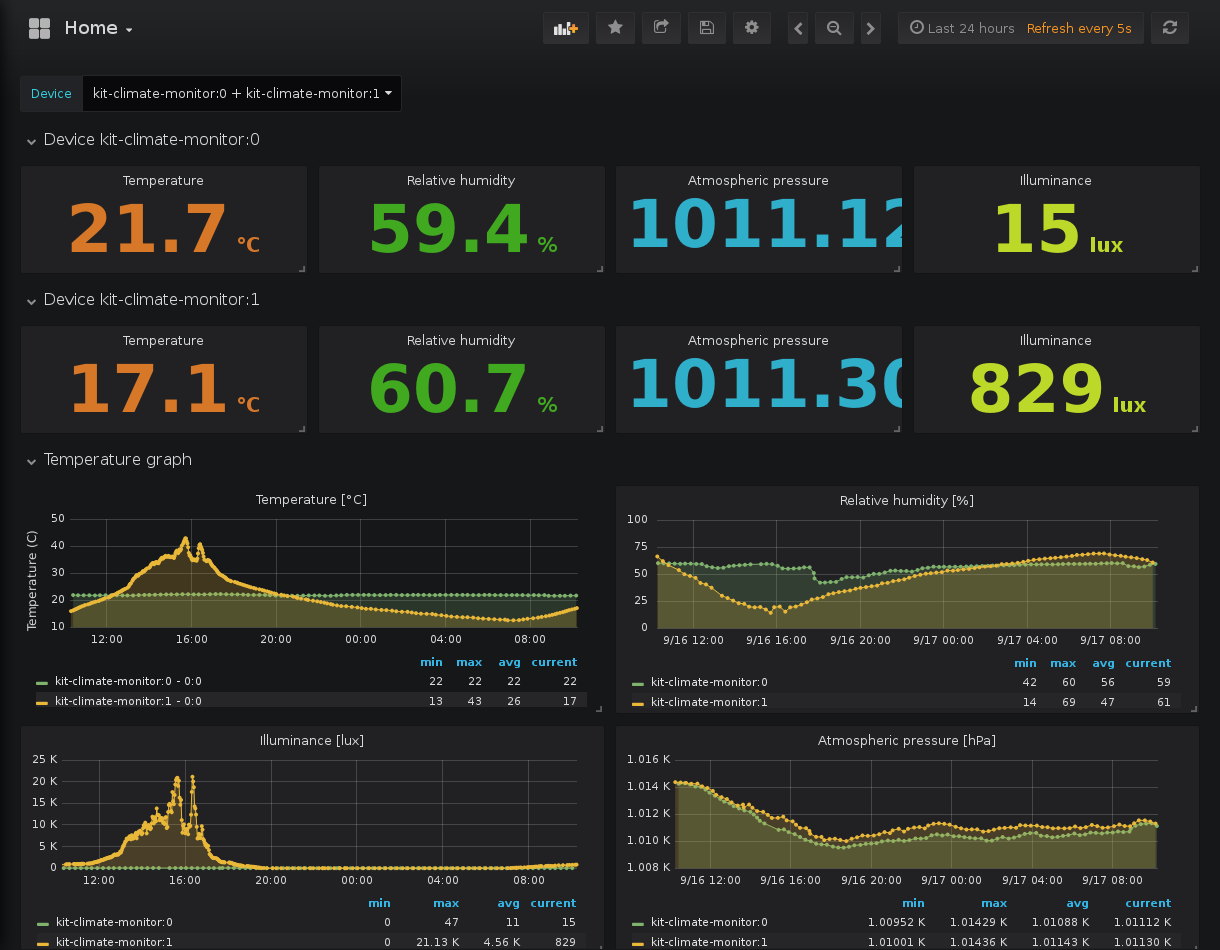 Home
Last 24 hours Refresh every 5s
Device kit-climate-monitor:0 + kit-climate-monitor:1
Device kit-climate-monitor:0
Temperature Relative humidity Atmospheric pressure Illuminance
21.7 °C 59.4 % 1011.12 15 lux
Device kit-climate-monitor:1
Temperature Relative humidity Atmospheric pressure Illuminance
17.1 °C 60.7 % 1011.30 829 lux
Temperature graph
Temperature [°C]
Temperature (C)
50
40
30
20
10
12:00 16:00 20:00 00:00 04:00 08:00
min max avg current
kit-climate-monitor:0 - 0:0 22 22 22 22
kit-climate-monitor:1 - 0:0 13 43 26 17
Relative humidity [%]
100
75
50
25
0
9/16 12:00 9/16 16:00 9/16 20:00 9/17 00:00 9/17 04:00 9/17 08:00
min max avg current
kit-climate-monitor:0 42 60 56 59
kit-climate-monitor:1 14 69 47 61
Illuminance [lux]
25 K
20 K
15 K
10 K
5 K
0
12:00 16:00 20:00 00:00 04:00 08:00
min max avg current
kit-climate-monitor:0 0 47 11 15
kit-climate-monitor:1 0 21.13 K 4.56 K 829
Atmospheric pressure [hPa]
1.016 K
1.014 K
1.012 K
1.010 K
1.008 K
9/16 12:00 9/16 16:00 9/16 20:00 9/17 00:00 9/17 04:00 9/17 08:00
min max avg current
kit-climate-monitor:0 1.00952 K 1.01429 K 1.01088 K 1.01112 K
kit-climate-monitor:1 1.01001 K 1.01436 K 1.01143 K 1.01130 K